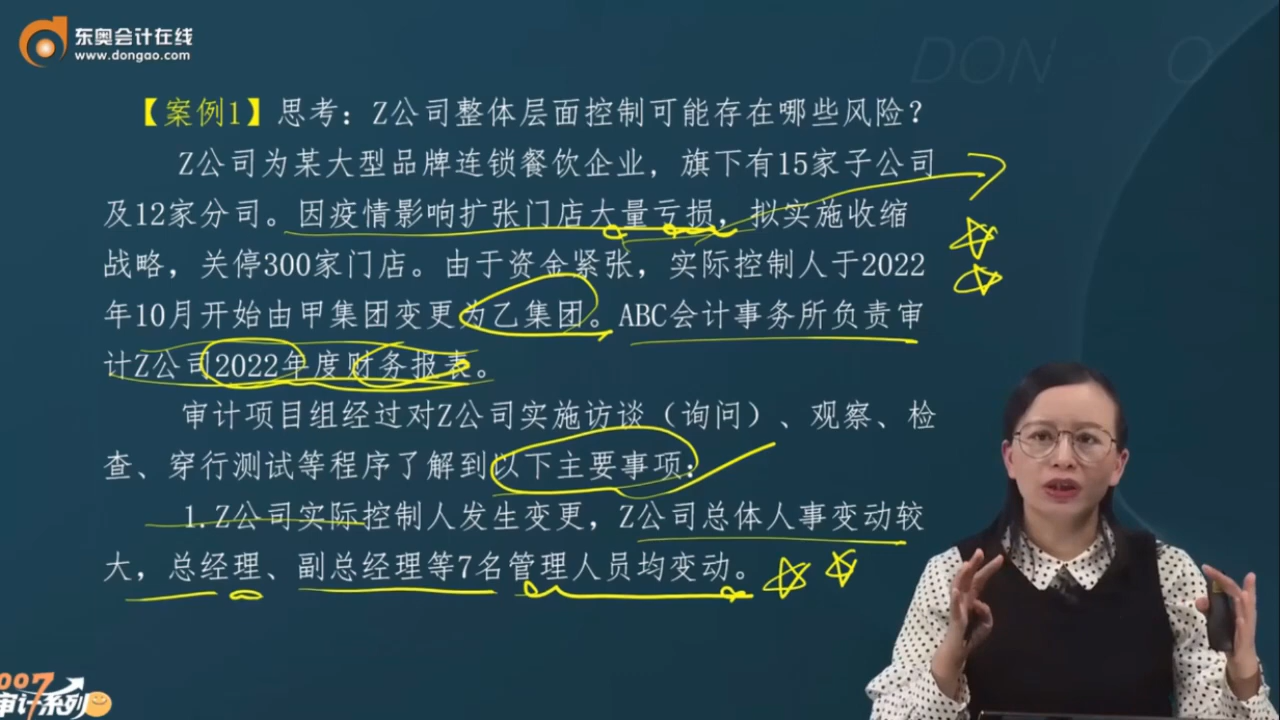 东奥会计在线
www.dongao.com
DON
O
【案例1】思考：Z公司整体层面控制可能存在哪些风险？
Z公司为某大型品牌连锁餐饮企业，旗下有15家子公司
及12家分司。因疫情影响扩张门店大量亏损，拟实施收缩
战略，关停300家门店。由于资金紧张，实际控制人于2022
年10月开始由甲集团变更为乙集团。ABC会计事务所负责审
计Z公司2022年度财务报表。
审计项目组经过对Z公司实施访谈（询问）、观察、检
查、穿行测试等程序了解到以下主要事项：
1.Z公司实际控制人发生变更，Z公司总体人事变动较
大，总经理、副总经理等7名管理人员均变动。
007
审计系列